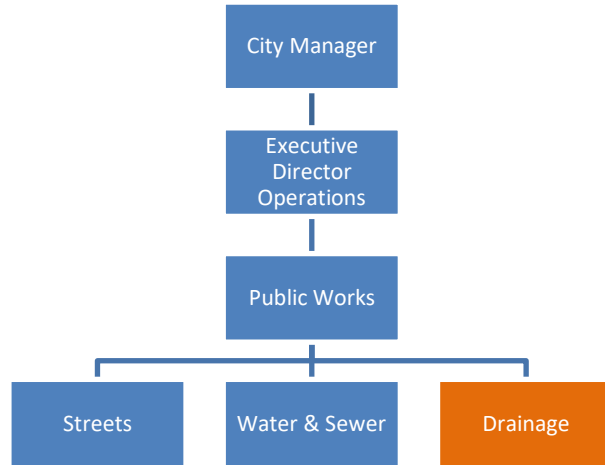 City Manager
Executive
Director
Operations
Public Works
Streets
Water & Sewer
Drainage